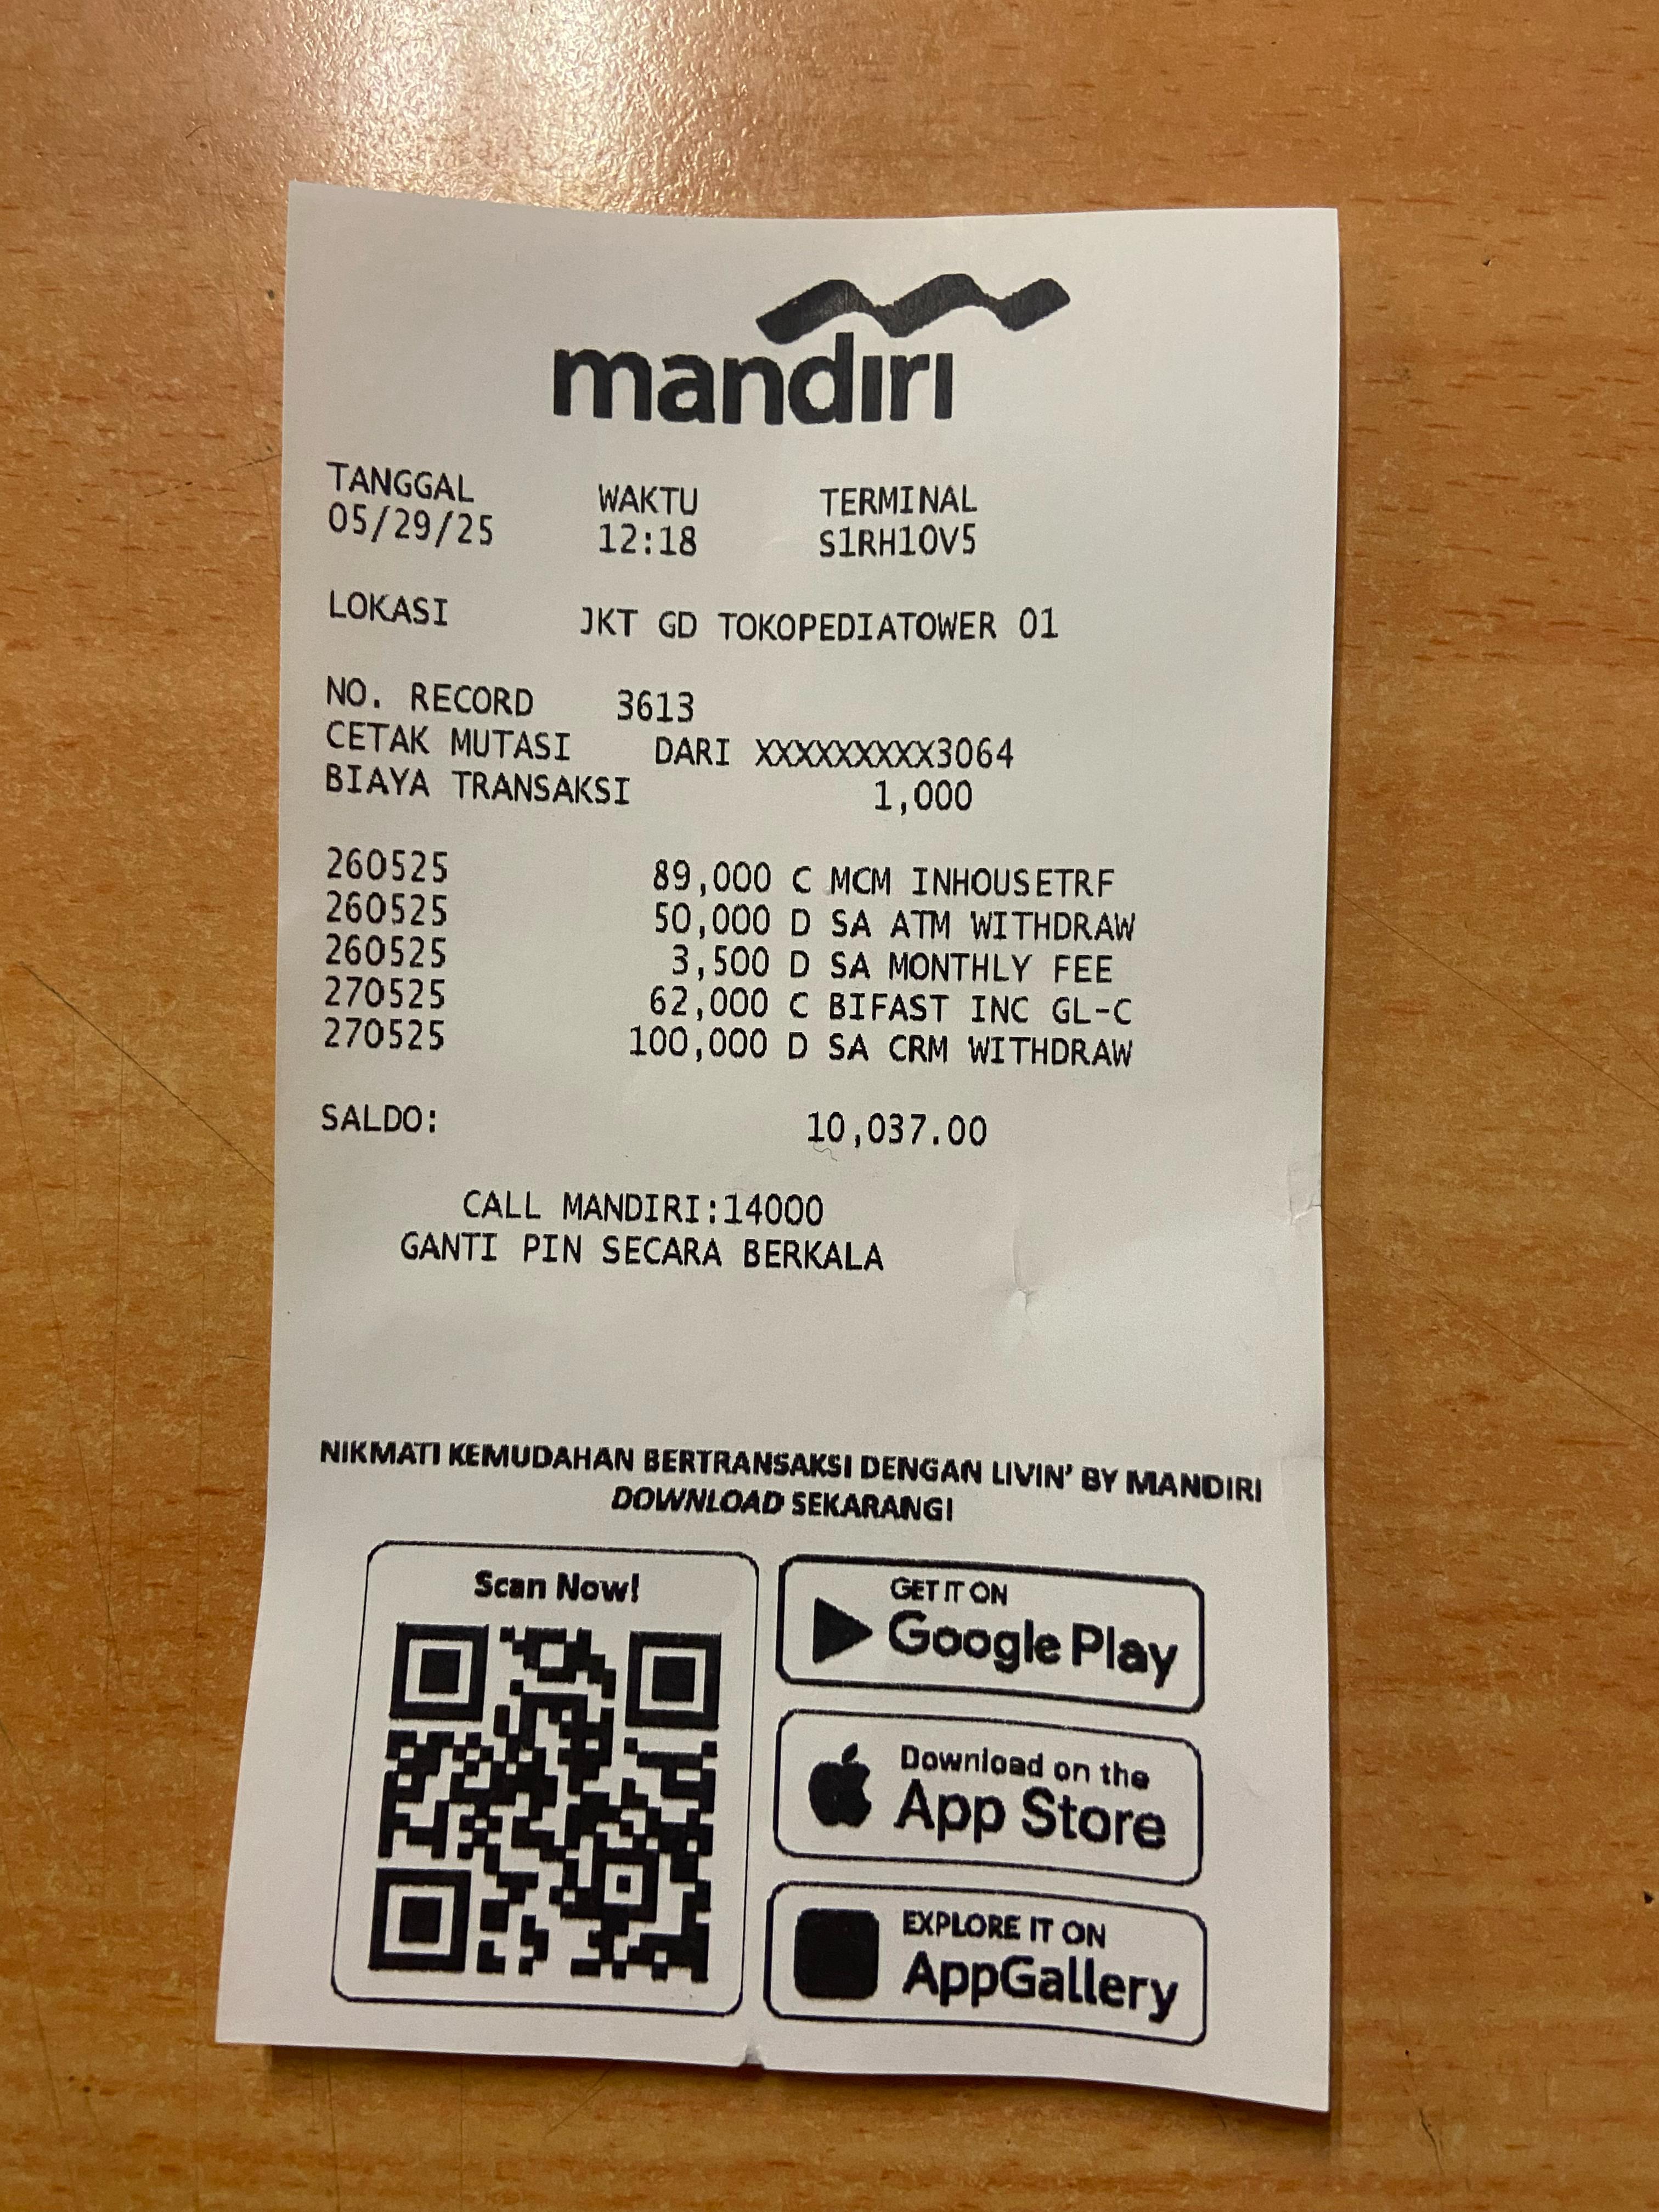 mandiri
TANGGAL WAKTU TERMINAL
05/29/25 12:18 S1RH10V5
LOKASI JKT GD TOKOPEDIATOWER 01
NO. RECORD 3613
CETAK MUTASI DARI XXXXXXXXX3064
BIAYA TRANSAKSI 1,000
260525 89,000 C MCM INHOUSETRF
260525 50,000 D SA ATM WITHDRAW
260525 3,500 D SA MONTHLY FEE
270525 62,000 C BIFAST INC GL-C
270525 100,000 D SA CRM WITHDRAW
SALDO: 10,037.00
CALL MANDIRI:14000
GANTI PIN SECARA BERKALA
NIKMATI KEMUDAHAN BERTRANSAKSI DENGAN LIVIN' BY MANDIRI
DOWNLOAD SEKARANG!
Scan Now!
GET IT ON
Google Play
Download on the
App Store
EXPLORE IT ON
AppGallery